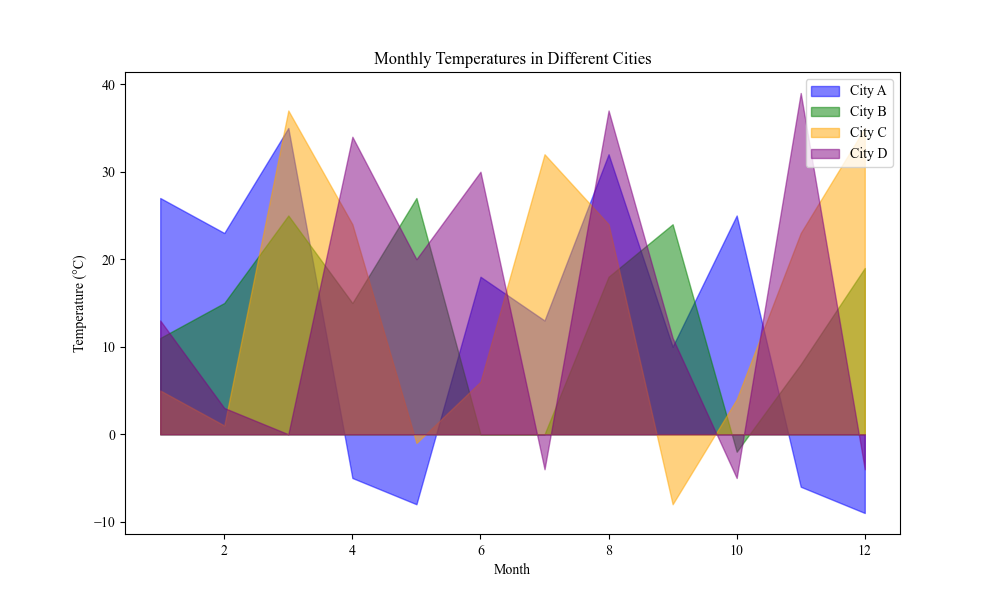 Monthly Temperatures in Different Cities
City A
City B
City C
City D
Temperature (°C)
40
30
20
10
0
−10
2 4 6 8 10 12
Month